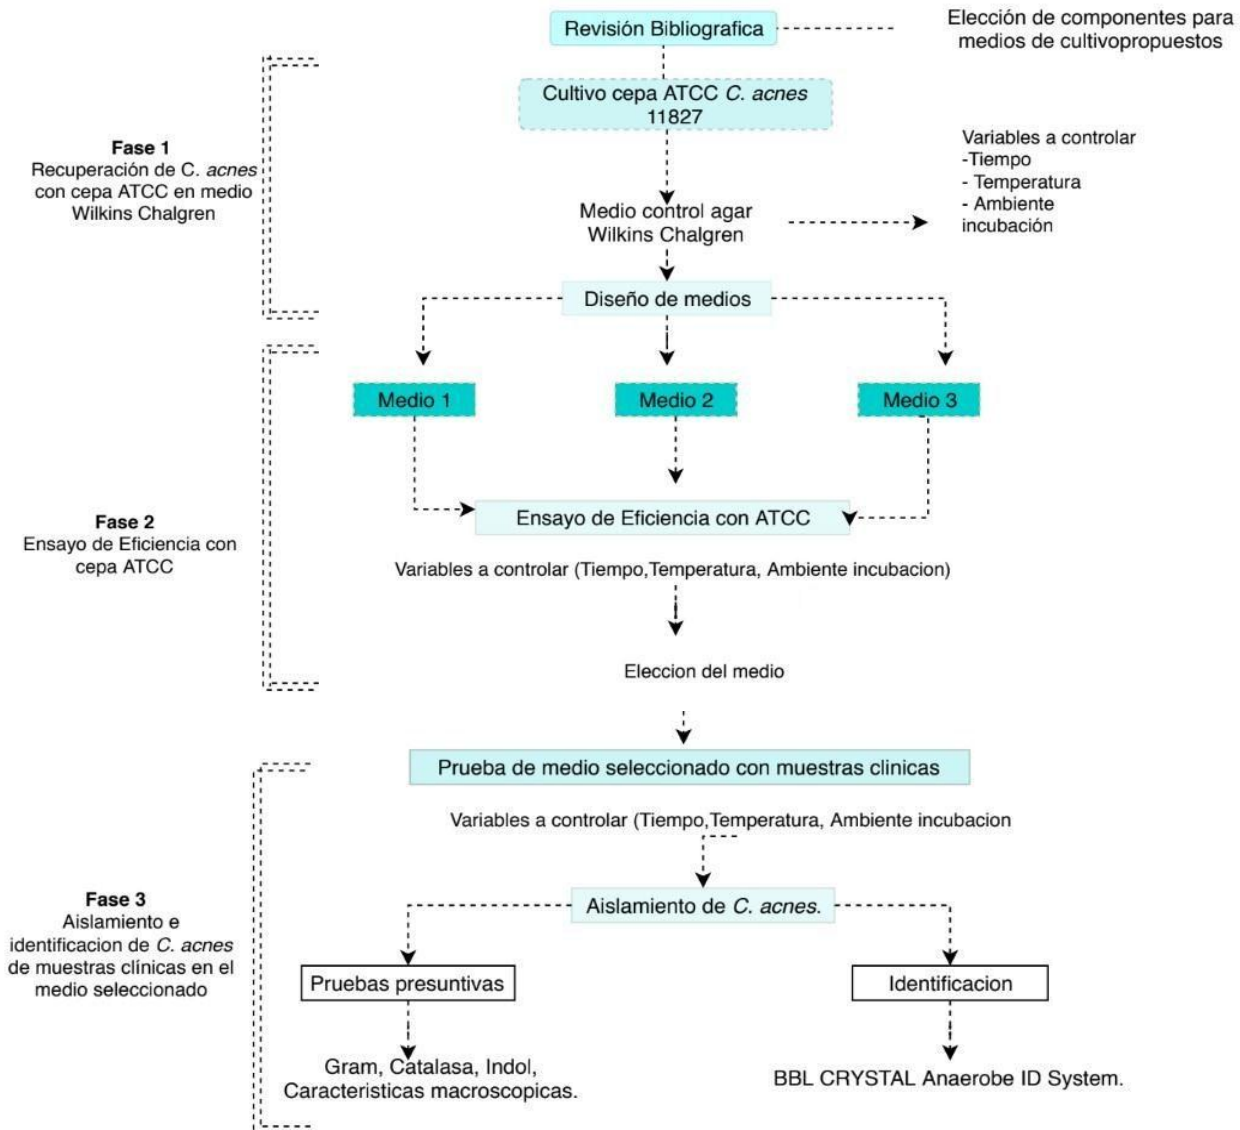 Revisión Bibliografica
Elección de componentes para
medios de cultivopropuestos
Cultivo cepa ATCC C. acnes
11827
Fase 1
Recuperación de C. acnes
con cepa ATCC en medio
Wilkins Chalgren
Variables a controlar
-Tiempo
- Temperatura
- Ambiente
incubación
Medio control agar
Wilkins Chalgren
Diseño de medios
Medio 1
Medio 2
Medio 3
Fase 2
Ensayo de Eficiencia con
cepa ATCC
Ensayo de Eficiencia con ATCC
Variables a controlar (Tiempo,Temperatura, Ambiente incubacion)
Eleccion del medio
Prueba de medio seleccionado con muestras clinicas
Variables a controlar (Tiempo,Temperatura, Ambiente incubacion
Fase 3
Aislamiento e
identificacion de C. acnes
de muestras clínicas en el
medio seleccionado
Aislamiento de C. acnes.
Pruebas presuntivas
Identificacion
Gram, Catalasa, Indol,
Caracteristicas macroscopicas.
BBL CRYSTAL Anaerobe ID System.